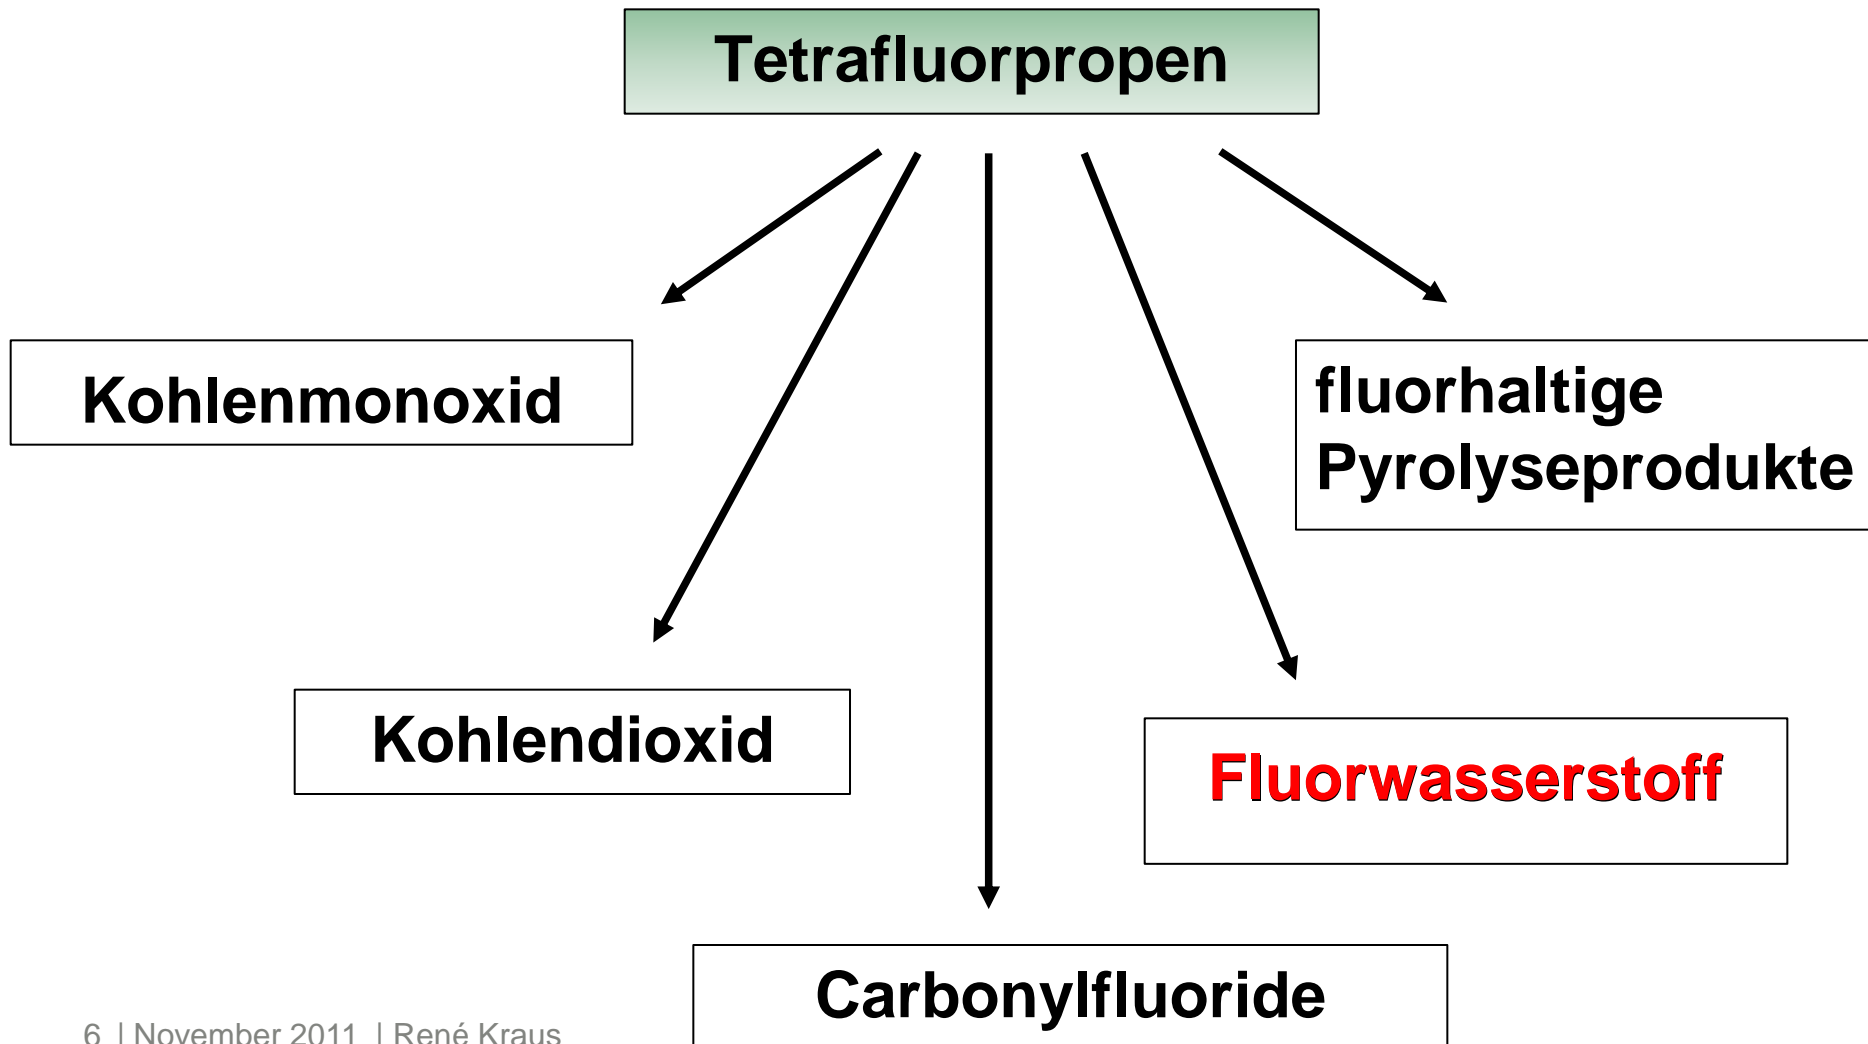 Tetrafluorpropen
Kohlenmonoxid
fluorhaltige
Pyrolyseprodukte
Kohlendioxid
Fluorwasserstoff
Carbonylfluoride
6 | November 2011 | René Kraus